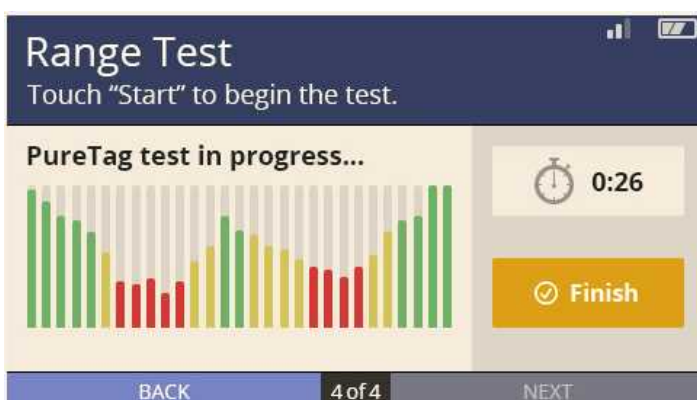 Range Test
Touch “Start” to begin the test.
PureTag test in progress...
0:26
Finish
BACK
4 of 4
NEXT